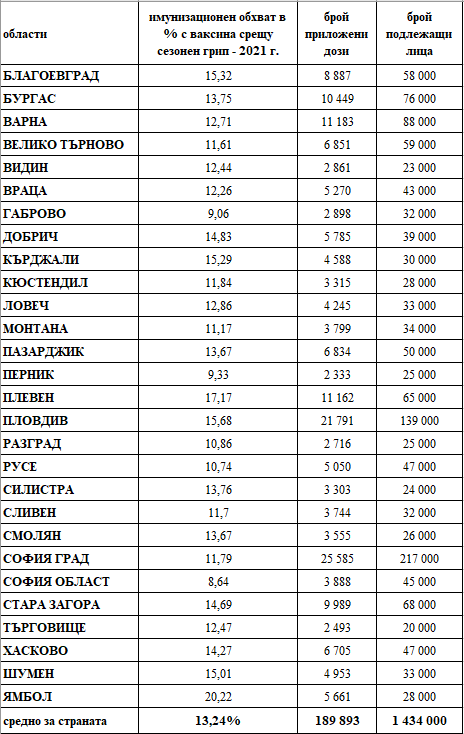 области имунизационен обхват в % с ваксина срещу сезонен грип - 2021 г. брой приложени дози брой подлежащи лица
БЛАГОЕВГРАД 15,32 8 887 58 000
БУРГАС 13,75 10 449 76 000
ВАРНА 12,71 11 183 88 000
ВЕЛИКО ТЪРНОВО 11,61 6 851 59 000
ВИДИН 12,44 2 861 23 000
ВРАЦА 12,26 5 270 43 000
ГАБРОВО 9,06 2 898 32 000
ДОБРИЧ 14,83 5 785 39 000
КЪРДЖАЛИ 15,29 4 588 30 000
КЮСТЕНДИЛ 11,84 3 315 28 000
ЛОВЕЧ 12,86 4 245 33 000
МОНТАНА 11,17 3 799 34 000
ПАЗАРДЖИК 13,67 6 834 50 000
ПЕРНИК 9,33 2 333 25 000
ПЛЕВЕН 17,17 11 162 65 000
ПЛОВДИВ 15,68 21 791 139 000
РАЗГРАД 10,86 2 716 25 000
РУСЕ 10,74 5 050 47 000
СИЛИСТРА 13,76 3 303 24 000
СЛИВЕН 11,7 3 744 32 000
СМОЛЯН 13,67 3 555 26 000
СОФИЯ ГРАД 11,79 25 585 217 000
СОФИЯ ОБЛАСТ 8,64 3 888 45 000
СТАРА ЗАГОРА 14,69 9 989 68 000
ТЪРГОВИЩЕ 12,47 2 493 20 000
ХАСКОВО 14,27 6 705 47 000
ШУМЕН 15,01 4 953 33 000
ЯМБОЛ 20,22 5 661 28 000
средно за страната 13,24% 189 893 1 434 000